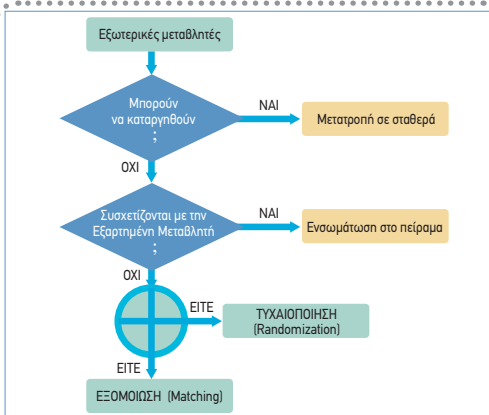 Εξωτερικές μεταβλητές
Μπορούν
να καταργηθούν
;
ΝΑΙ
Μετατροπή σε σταθερά
ΟΧΙ
Συσχετίζονται με την
Εξαρτημένη Μεταβλητή
;
ΝΑΙ
Ενσωμάτωση στο πείραμα
ΟΧΙ
ΕΙΤΕ
ΤΥΧΑΙΟΠΟΙΗΣΗ
(Randomization)
ΕΙΤΕ
ΕΞΟΜΟΙΩΣΗ (Matching)